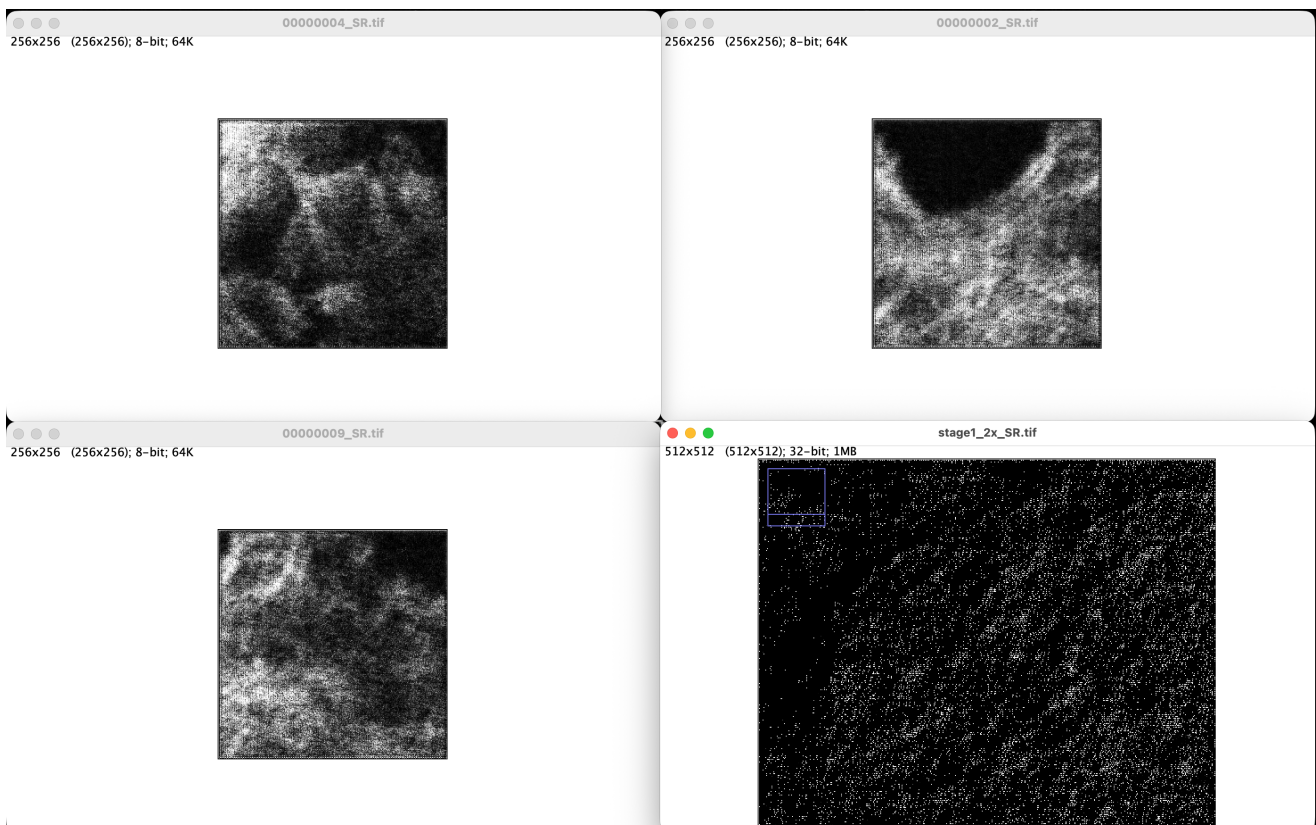 00000004_SR.tif
256x256 (256x256); 8-bit; 64K
00000002_SR.tif
256x256 (256x256); 8-bit; 64K
00000009_SR.tif
256x256 (256x256); 8-bit; 64K
stage1_2x_SR.tif
512x512 (512x512); 32-bit; 1MB